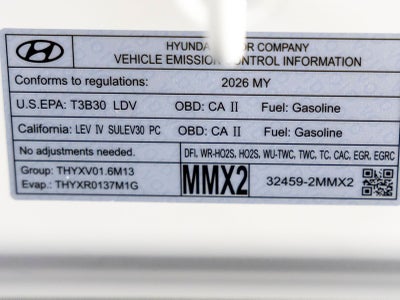 HYUNDAI MOTOR COMPANY
VEHICLE EMISSION CONTROL INFORMATION
Conforms to regulations: 2026 MY
U.S.EPA: T3B30 LDV OBD: CA II Fuel: Gasoline
California: LEV IV SULEV30 PC OBD: CA II Fuel: Gasoline
No adjustments needed. DFI, WR-HO2S, HO2S, WU-TWC, TWC, TC, CAC, EGR, EGRC
Group: THYXV01.6M13 MMX2 32459-2MMX2
Evap.: THYXR0137M1G